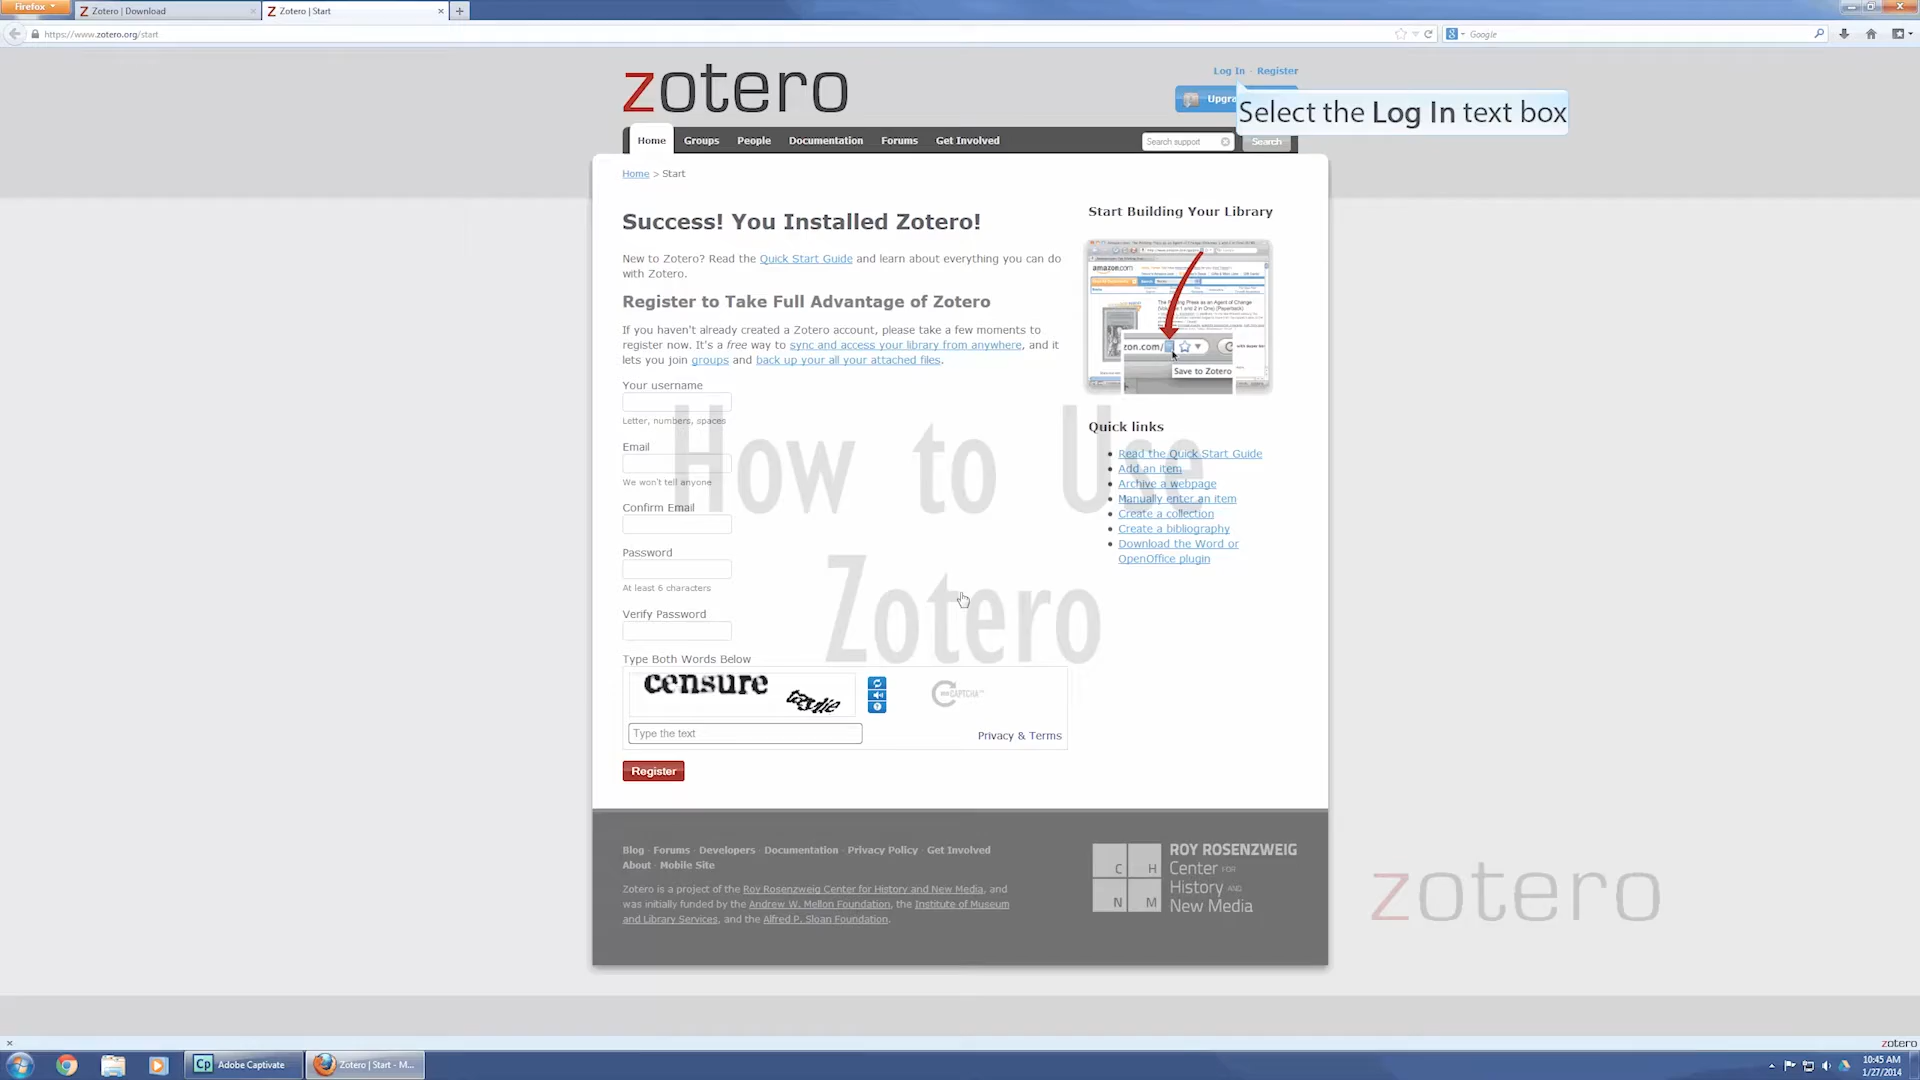 Firefox
Zotero | Download
Zotero | Start
https://www.zotero.org/start
Google
zotero
Log In - Register
Upgra
Select the Log In text box
Home Groups People Documentation Forums Get Involved
Search support
Search
Home > Start
Success! You Installed Zotero!
New to Zotero? Read the Quick Start Guide and learn about everything you can do
with Zotero.
Register to Take Full Advantage of Zotero
If you haven't already created a Zotero account, please take a few moments to
register now. It's a free way to sync and access your library from anywhere, and it
lets you join groups and back up your all your attached files.
Your username
Letter, numbers, spaces
Email
We won't tell anyone
Confirm Email
Password
At least 6 characters
Verify Password
Type Both Words Below
censure
Type the text
Privacy & Terms
Register
Start Building Your Library
amazon.com
zon.com/
Save to Zotero
Quick links
Read the Quick Start Guide
Add an item
Archive a webpage
Manually enter an item
Create a collection
Create a bibliography
Download the Word or
OpenOffice plugin
How to Use
Zotero
Blog · Forums · Developers · Documentation · Privacy Policy · Get Involved
About · Mobile Site
Zotero is a project of the Roy Rosenzweig Center for History and New Media, and
was initially funded by the Andrew W. Mellon Foundation, the Institute of Museum
and Library Services, and the Alfred P. Sloan Foundation.
C H
N M
ROY ROSENZWEIG
Center FOR
History AND
New Media
zotero
zotero
Cp Adobe Captivate
Zotero | Start - M...
10:45 AM
1/27/2014